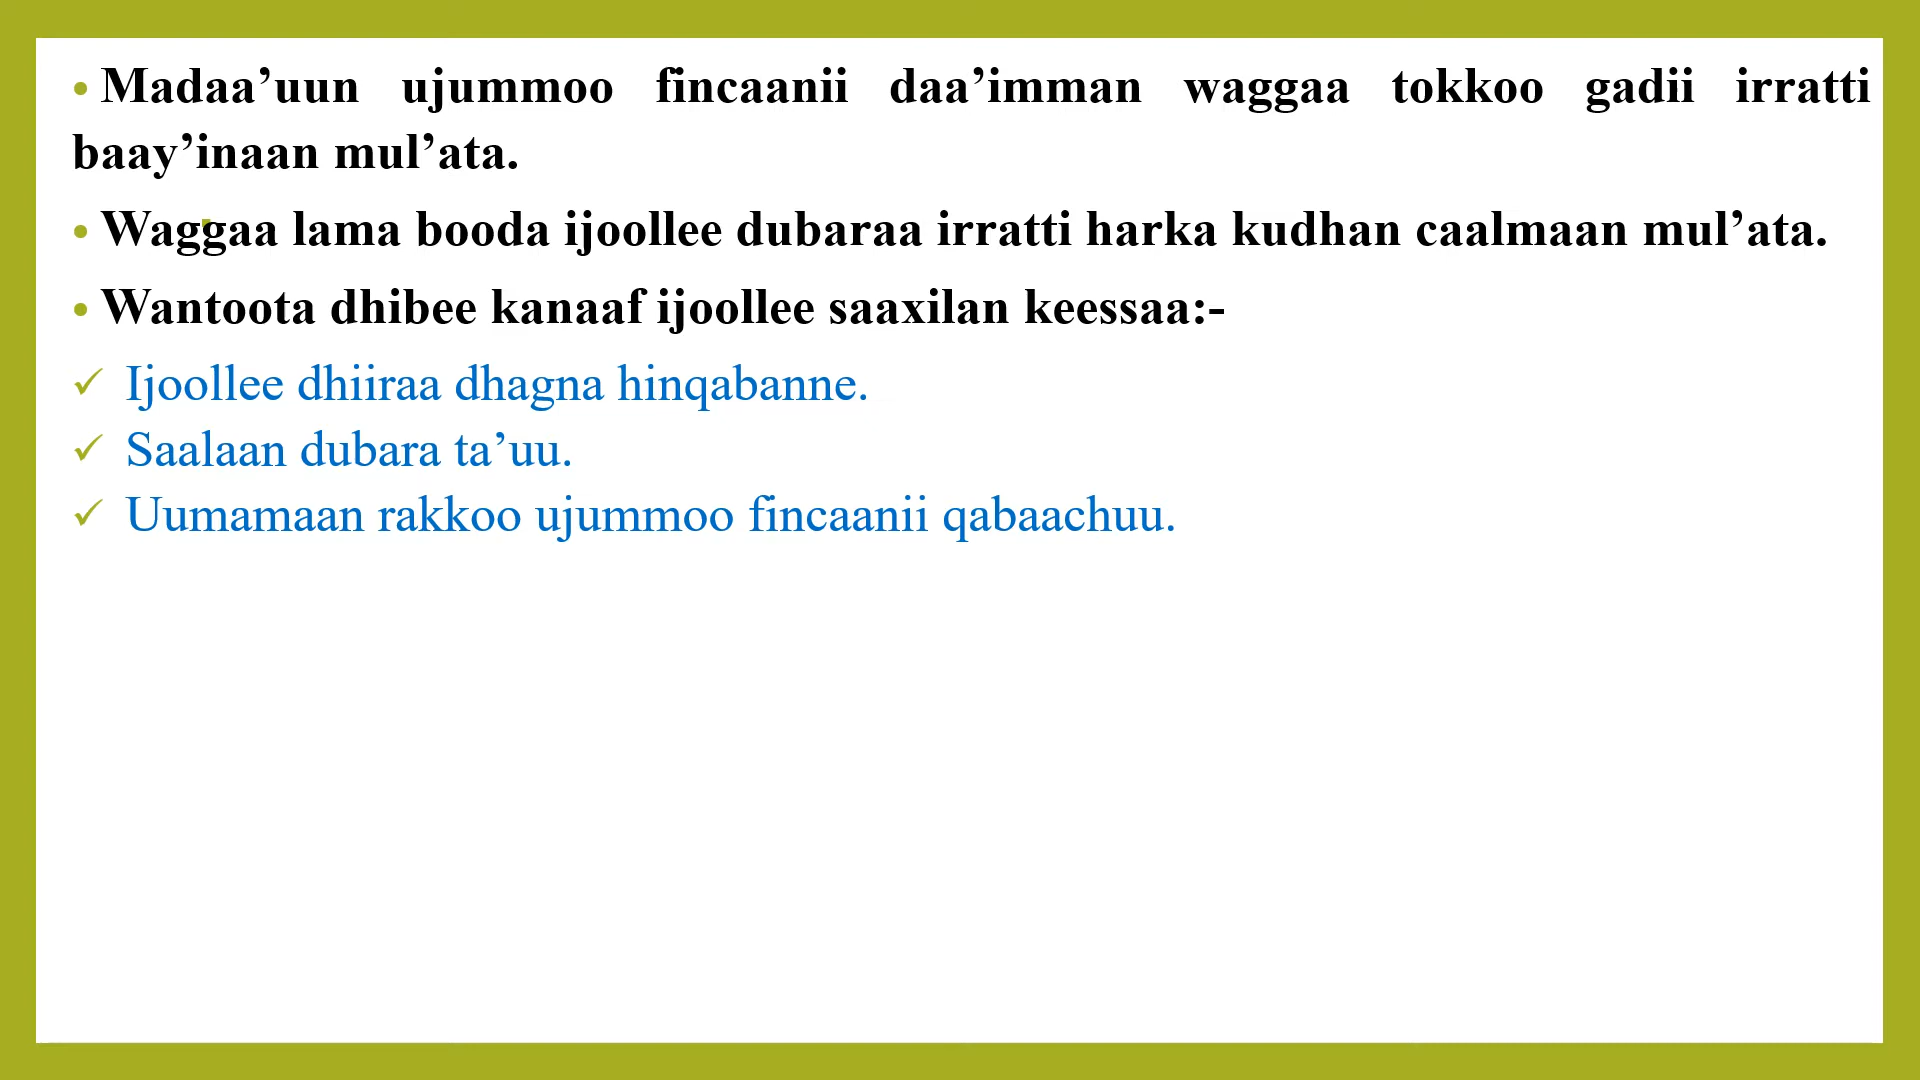 • Madaa’uun ujummoo fincaanii daa’imman waggaa tokkoo gadii irratti
baay’inaan mul’ata.
• Waggaa lama booda ijoollee dubaraa irratti harka kudhan caalmaan mul’ata.
• Wantoota dhibee kanaaf ijoollee saaxilan keessaa:-
✓ Ijoollee dhiiraa dhagna hinqabanne.
✓ Saalaan dubara ta’uu.
✓ Uumamaan rakkoo ujummoo fincaanii qabaachuu.